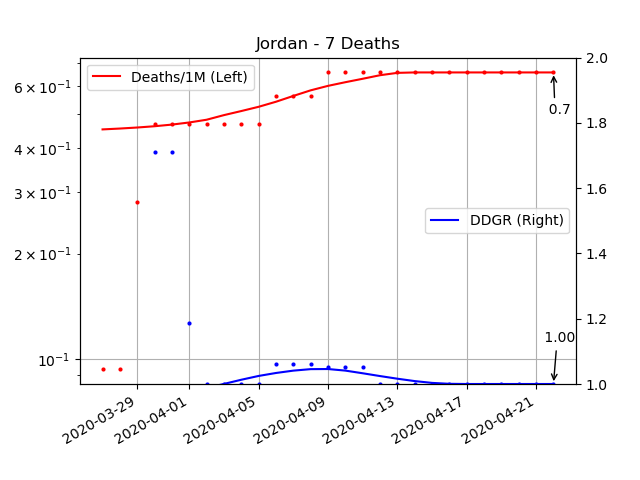 Jordan - 7 Deaths
Deaths/1M (Left)
DDGR (Right)
6 × 10⁻¹
4 × 10⁻¹
3 × 10⁻¹
2 × 10⁻¹
10⁻¹
2.0
1.8
1.6
1.4
1.2
1.0
0.7
1.00
2020-03-29
2020-04-01
2020-04-05
2020-04-09
2020-04-13
2020-04-17
2020-04-21